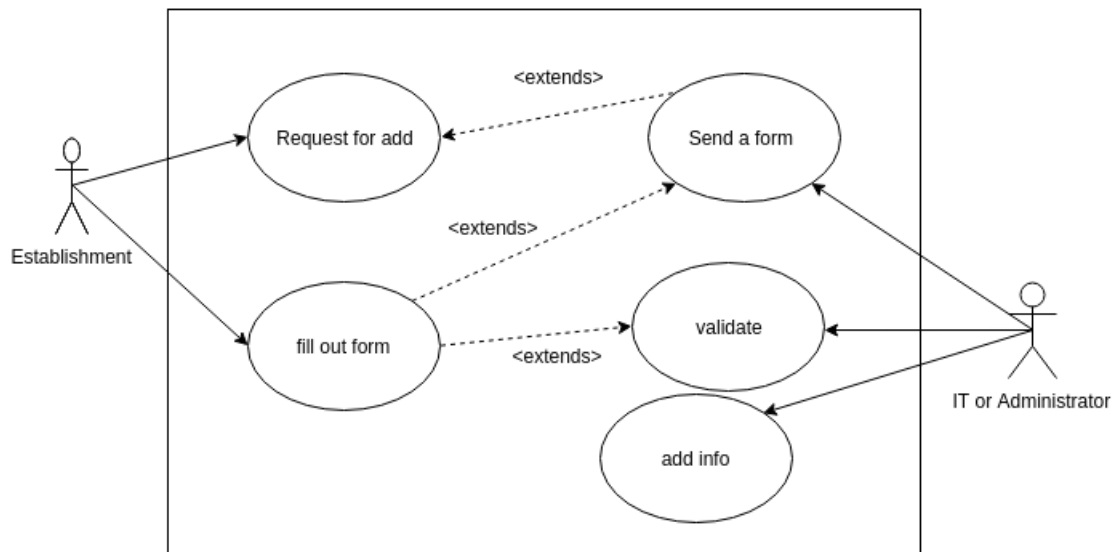 <extends>
Request for add
Send a form
<extends>
Establishment
validate
fill out form
<extends>
IT or Administrator
add info